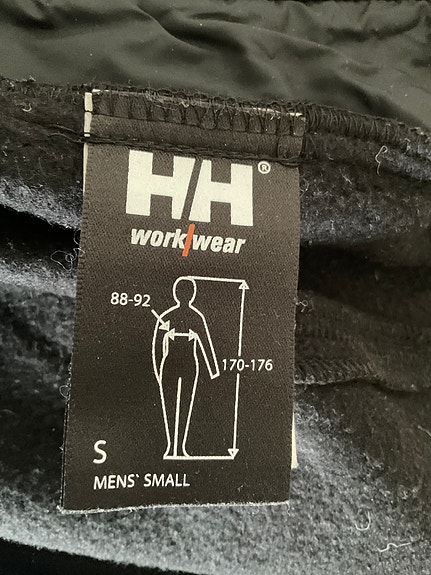 HH®
work/wear
88-92
170-176
S
MENS` SMALL